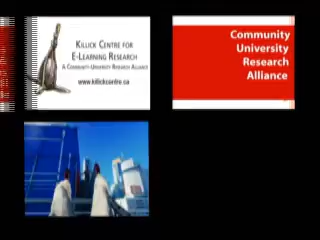 KILLICK CENTRE FOR
E-LEARNING RESEARCH
A COMMUNITY-UNIVERSITY RESEARCH ALLIANCE
www.killickcentre.ca
Community
University
Research
Alliance